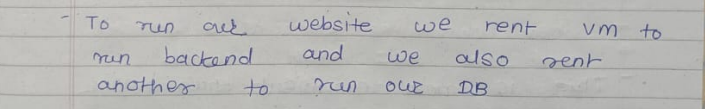 - To run our website we rent vm to
run backend and we also rent
another to run our DB